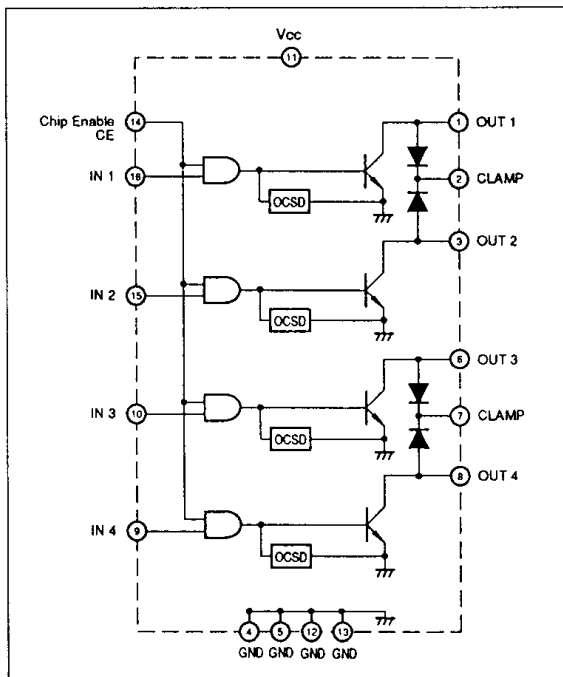 Vcc
11
Chip Enable
CE
14
1
OUT 1
IN 1
16
OCSD
2
CLAMP
3
OUT 2
IN 2
15
OCSD
6
OUT 3
IN 3
10
OCSD
7
CLAMP
8
OUT 4
IN 4
9
OCSD
4
5
12
13
GND
GND
GND
GND